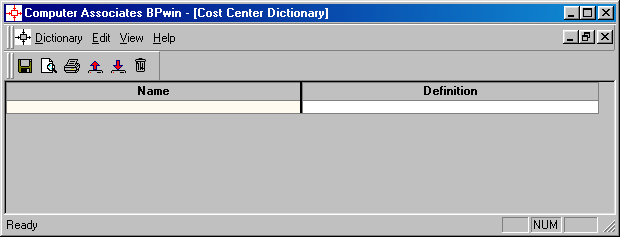 Computer Associates BPwin - [Cost Center Dictionary]
Dictionary Edit View Help
Name Definition
Ready NUM